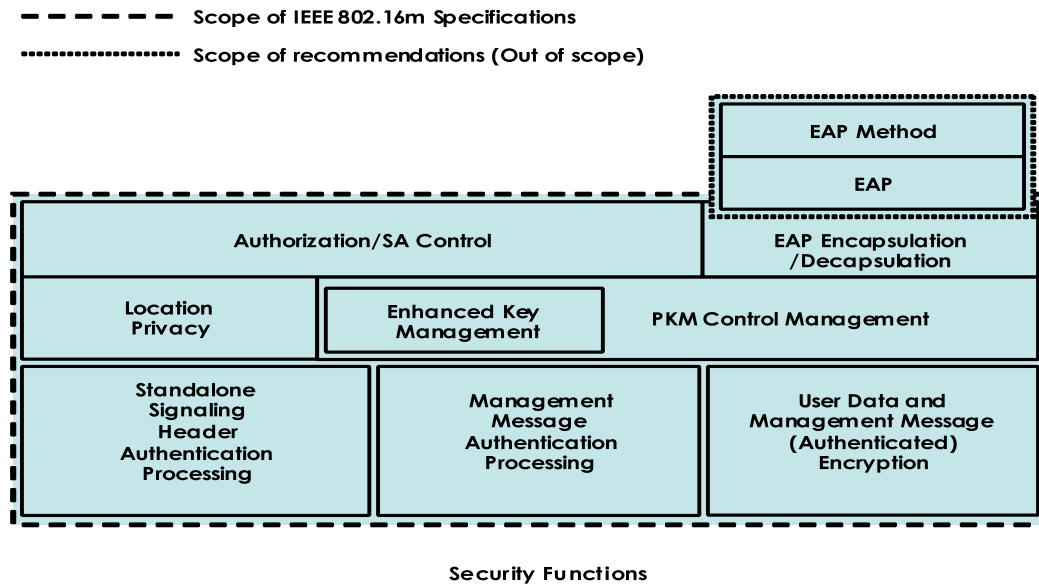 Scope of IEEE 802.16m Specifications
Scope of recommendations (Out of scope)
EAP Method
EAP
Authorization/SA Control
EAP Encapsulation
/Decapsulation
Location
Privacy
Enhanced Key
Management
PKM Control Management
Standalone
Signaling
Header
Authentication
Processing
Management
Message
Authentication
Processing
User Data and
Management Message
(Authenticated)
Encryption
Security Functions